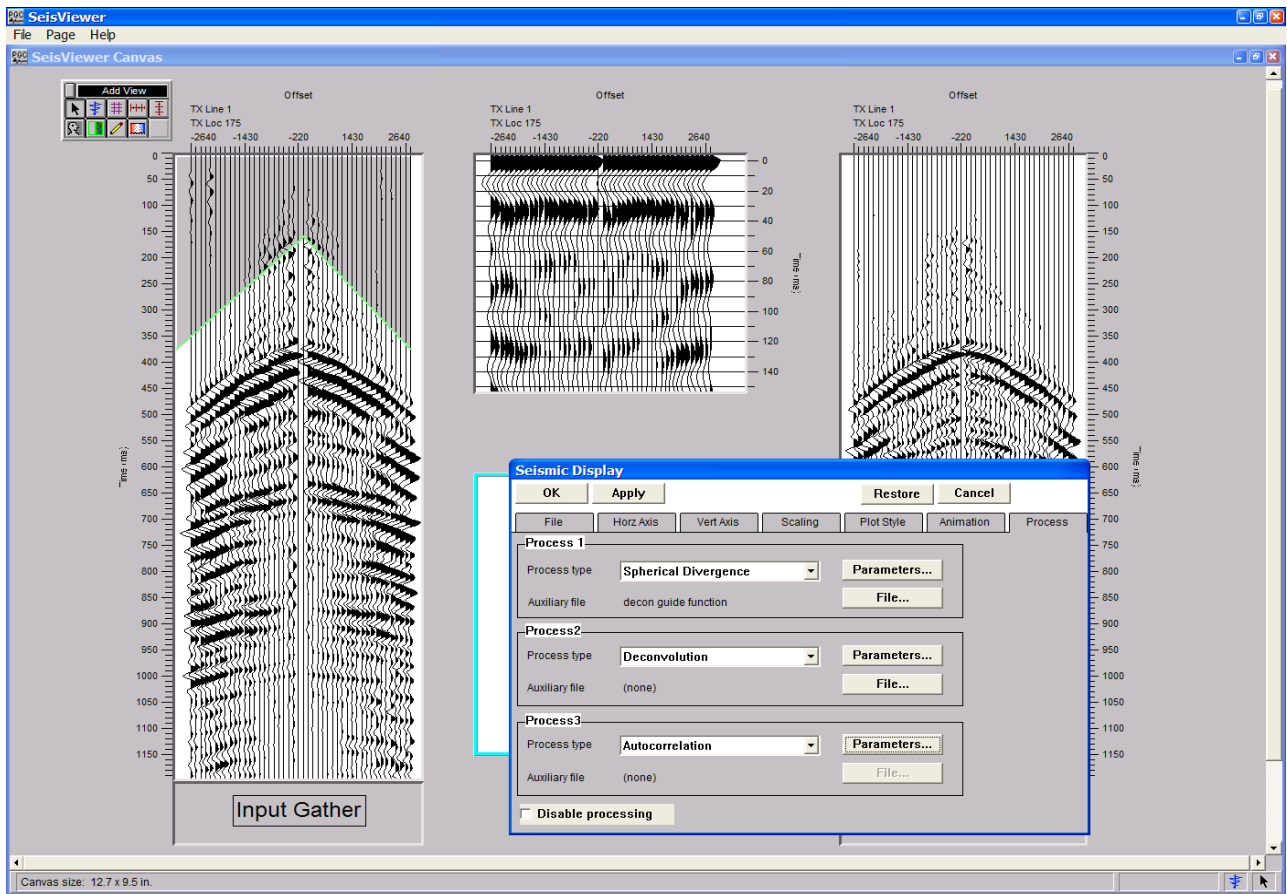 SeisViewer
File Page Help
SeisViewer Canvas
Add View
Offset
TX Line 1
TX Loc 175
-2640 -1430 -220 1430 2640
0
50
100
150
200
250
300
350
400
450
500
550
600
650
700
750
800
850
900
950
1000
1050
1100
1150
Time (ms)
Input Gather
Offset
TX Line 1
TX Loc 175
-2640 -1430 -220 1430 2640
0
20
40
60
80
100
120
140
Time (ms)
Offset
TX Line 1
TX Loc 175
-2640 -1430 -220 1430 2640
0
50
100
150
200
250
300
350
400
450
500
550
600
650
700
750
800
850
900
950
1000
1050
1100
1150
Time (ms)
Seismic Display
OK Apply Restore Cancel
File Horz Axis Vert Axis Scaling Plot Style Animation Process
Process 1
Process type Spherical Divergence Parameters...
Auxiliary file decon guide function File...
Process2
Process type Deconvolution Parameters...
Auxiliary file (none) File...
Process3
Process type Autocorrelation Parameters...
Auxiliary file (none) File...
Disable processing
Canvas size: 12.7 x 9.5 in.